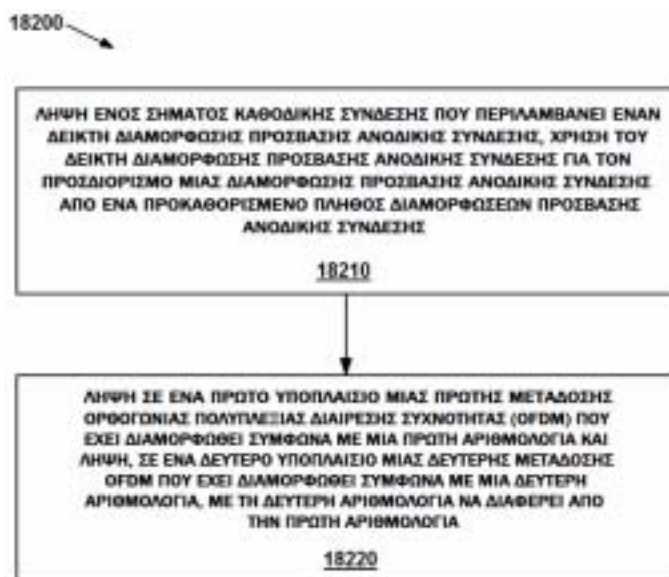 18200
ΛΗΨΗ ΕΝΟΣ ΣΗΜΑΤΟΣ ΚΑΘΟΔΙΚΗΣ ΣΥΝΔΕΣΗΣ ΠΟΥ ΠΕΡΙΛΑΜΒΑΝΕΙ ΕΝΑΝ
ΔΕΙΚΤΗ ΔΙΑΜΟΡΦΩΣΗΣ ΠΡΟΣΒΑΣΗΣ ΑΝΟΔΙΚΗΣ ΣΥΝΔΕΣΗΣ, ΧΡΗΣΗ ΤΟΥ
ΔΕΙΚΤΗ ΔΙΑΜΟΡΦΩΣΗΣ ΠΡΟΣΒΑΣΗΣ ΑΝΟΔΙΚΗΣ ΣΥΝΔΕΣΗΣ ΓΙΑ ΤΟΝ
ΠΡΟΣΔΙΟΡΙΣΜΟ ΜΙΑΣ ΔΙΑΜΟΡΦΩΣΗΣ ΠΡΟΣΒΑΣΗΣ ΑΝΟΔΙΚΗΣ ΣΥΝΔΕΣΗΣ
ΑΠΟ ΕΝΑ ΠΡΟΚΑΘΟΡΙΣΜΕΝΟ ΠΛΗΘΟΣ ΔΙΑΜΟΡΦΩΣΕΩΝ ΠΡΟΣΒΑΣΗΣ
ΑΝΟΔΙΚΗΣ ΣΥΝΔΕΣΗΣ
18210
ΛΗΨΗ ΣΕ ΕΝΑ ΠΡΩΤΟ ΥΠΟΠΛΑΙΣΙΟ ΜΙΑΣ ΠΡΩΤΗΣ ΜΕΤΑΔΟΣΗΣ
ΟΡΘΟΓΩΝΙΑΣ ΠΟΛΥΠΛΕΞΙΑΣ ΔΙΑΙΡΕΣΗΣ ΣΥΧΝΟΤΗΤΑΣ (OFDM) ΠΟΥ
ΕΧΕΙ ΔΙΑΜΟΡΦΩΘΕΙ ΣΥΜΦΩΝΑ ΜΕ ΜΙΑ ΠΡΩΤΗ ΑΡΙΘΜΟΛΟΓΙΑ ΚΑΙ
ΛΗΨΗ, ΣΕ ΕΝΑ ΔΕΥΤΕΡΟ ΥΠΟΠΛΑΙΣΙΟ ΜΙΑΣ ΔΕΥΤΕΡΗΣ ΜΕΤΑΔΟΣΗΣ
OFDM ΠΟΥ ΕΧΕΙ ΔΙΑΜΟΡΦΩΘΕΙ ΣΥΜΦΩΝΑ ΜΕ ΜΙΑ ΔΕΥΤΕΡΗ
ΑΡΙΘΜΟΛΟΓΙΑ, ΜΕ ΤΗ ΔΕΥΤΕΡΗ ΑΡΙΘΜΟΛΟΓΙΑ ΝΑ ΔΙΑΦΕΡΕΙ ΑΠΟ
ΤΗΝ ΠΡΩΤΗ ΑΡΙΘΜΟΛΟΓΙΑ
18220